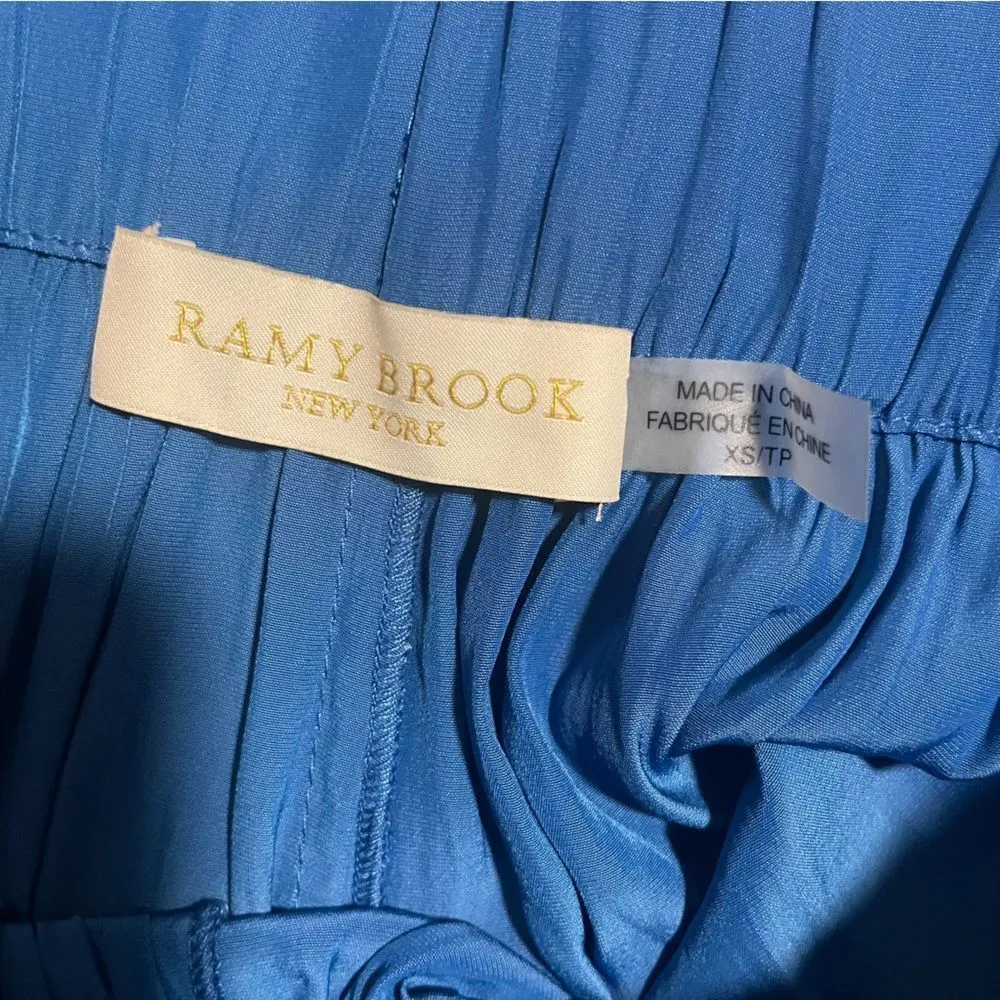 RAMY BROOK
NEW YORK
MADE IN CHINA
FABRIQUÉ EN CHINE
XS/TP